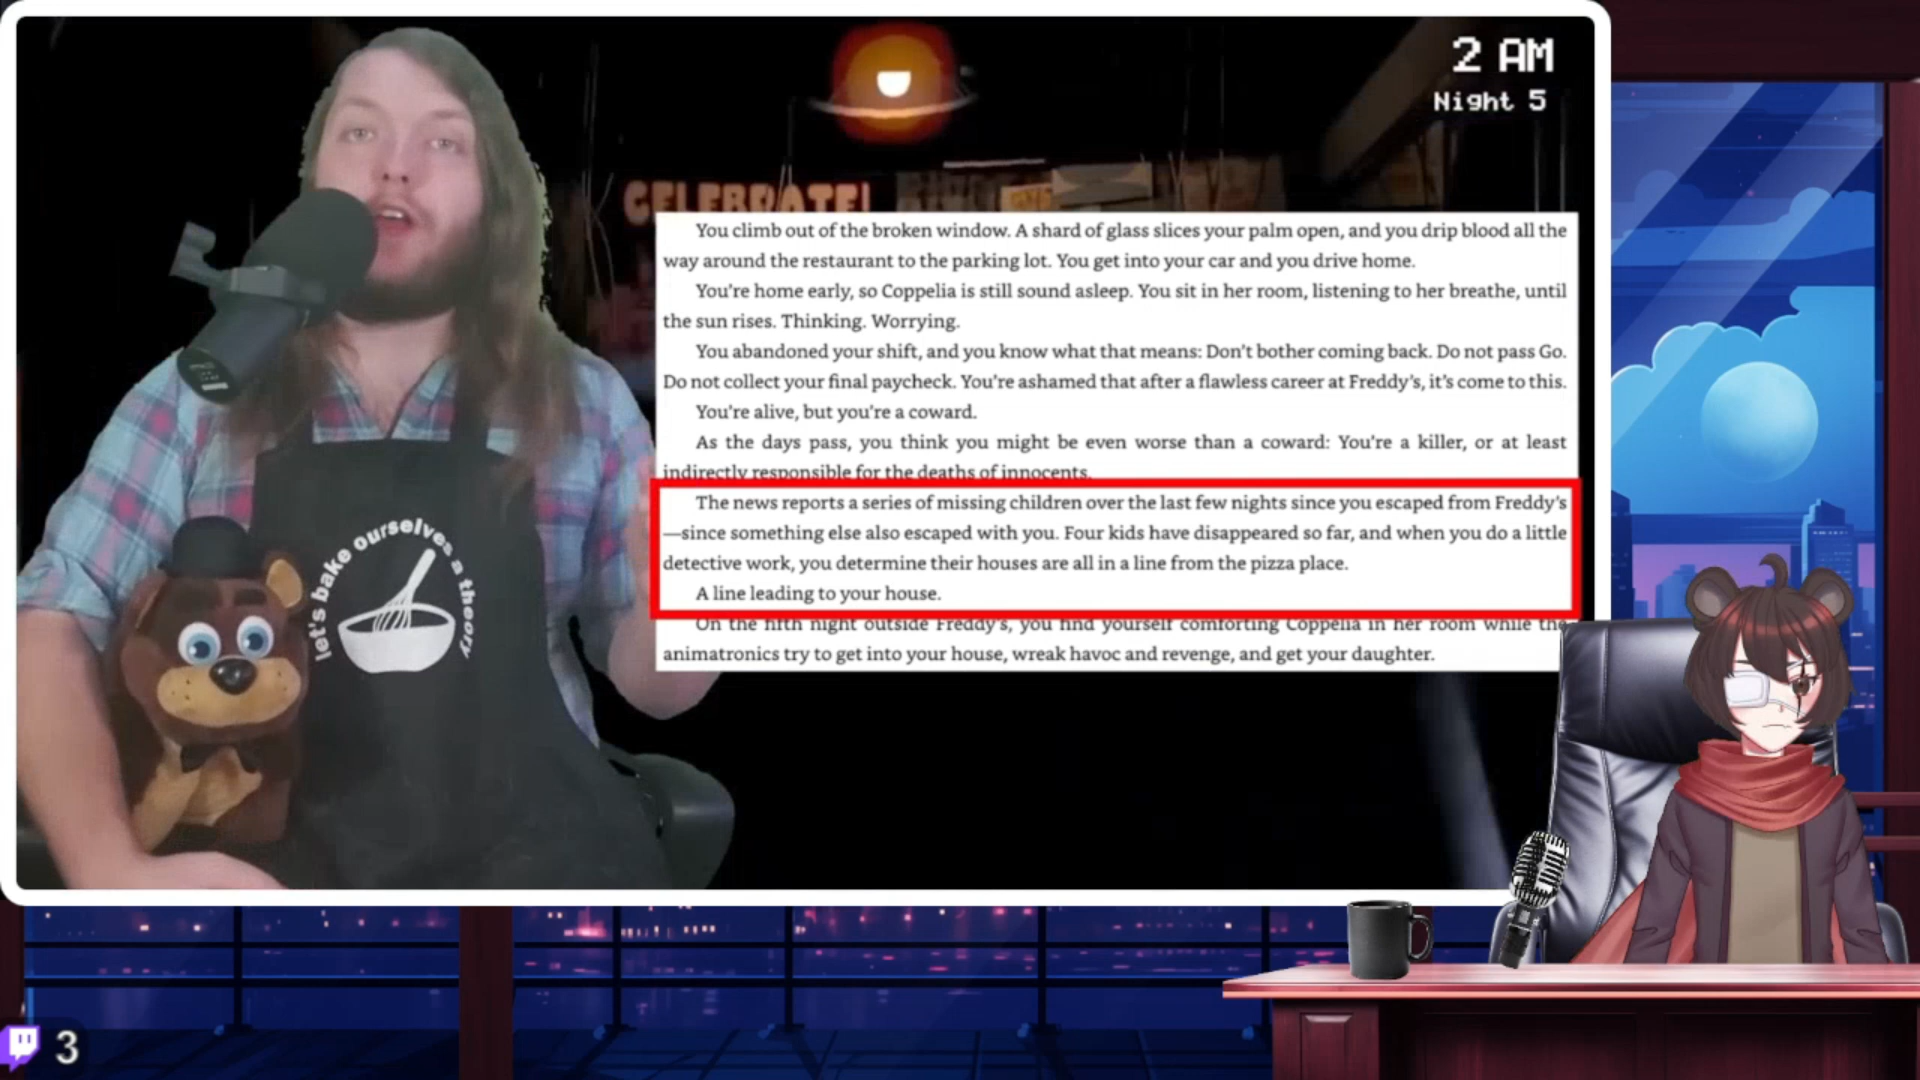 2 AM
Night 5
CELEBRATE!
You climb out of the broken window. A shard of glass slices your palm open, and you drip blood all the
way around the restaurant to the parking lot. You get into your car and you drive home.
You're home early, so Coppelia is still sound asleep. You sit in her room, listening to her breathe, until
the sun rises. Thinking. Worrying.
You abandoned your shift, and you know what that means: Don't bother coming back. Do not pass Go.
Do not collect your final paycheck. You're ashamed that after a flawless career at Freddy's, it's come to this.
You're alive, but you're a coward.
As the days pass, you think you might be even worse than a coward: You're a killer, or at least
indirectly responsible for the deaths of innocents.
The news reports a series of missing children over the last few nights since you escaped from Freddy's
—since something else also escaped with you. Four kids have disappeared so far, and when you do a little
detective work, you determine their houses are all in a line from the pizza place.
A line leading to your house.
On the fifth night outside Freddy's, you find yourself comforting Coppelia in her room while the
animatronics try to get into your house, wreak havoc and revenge, and get your daughter.
let's bake ourselves a theory
3